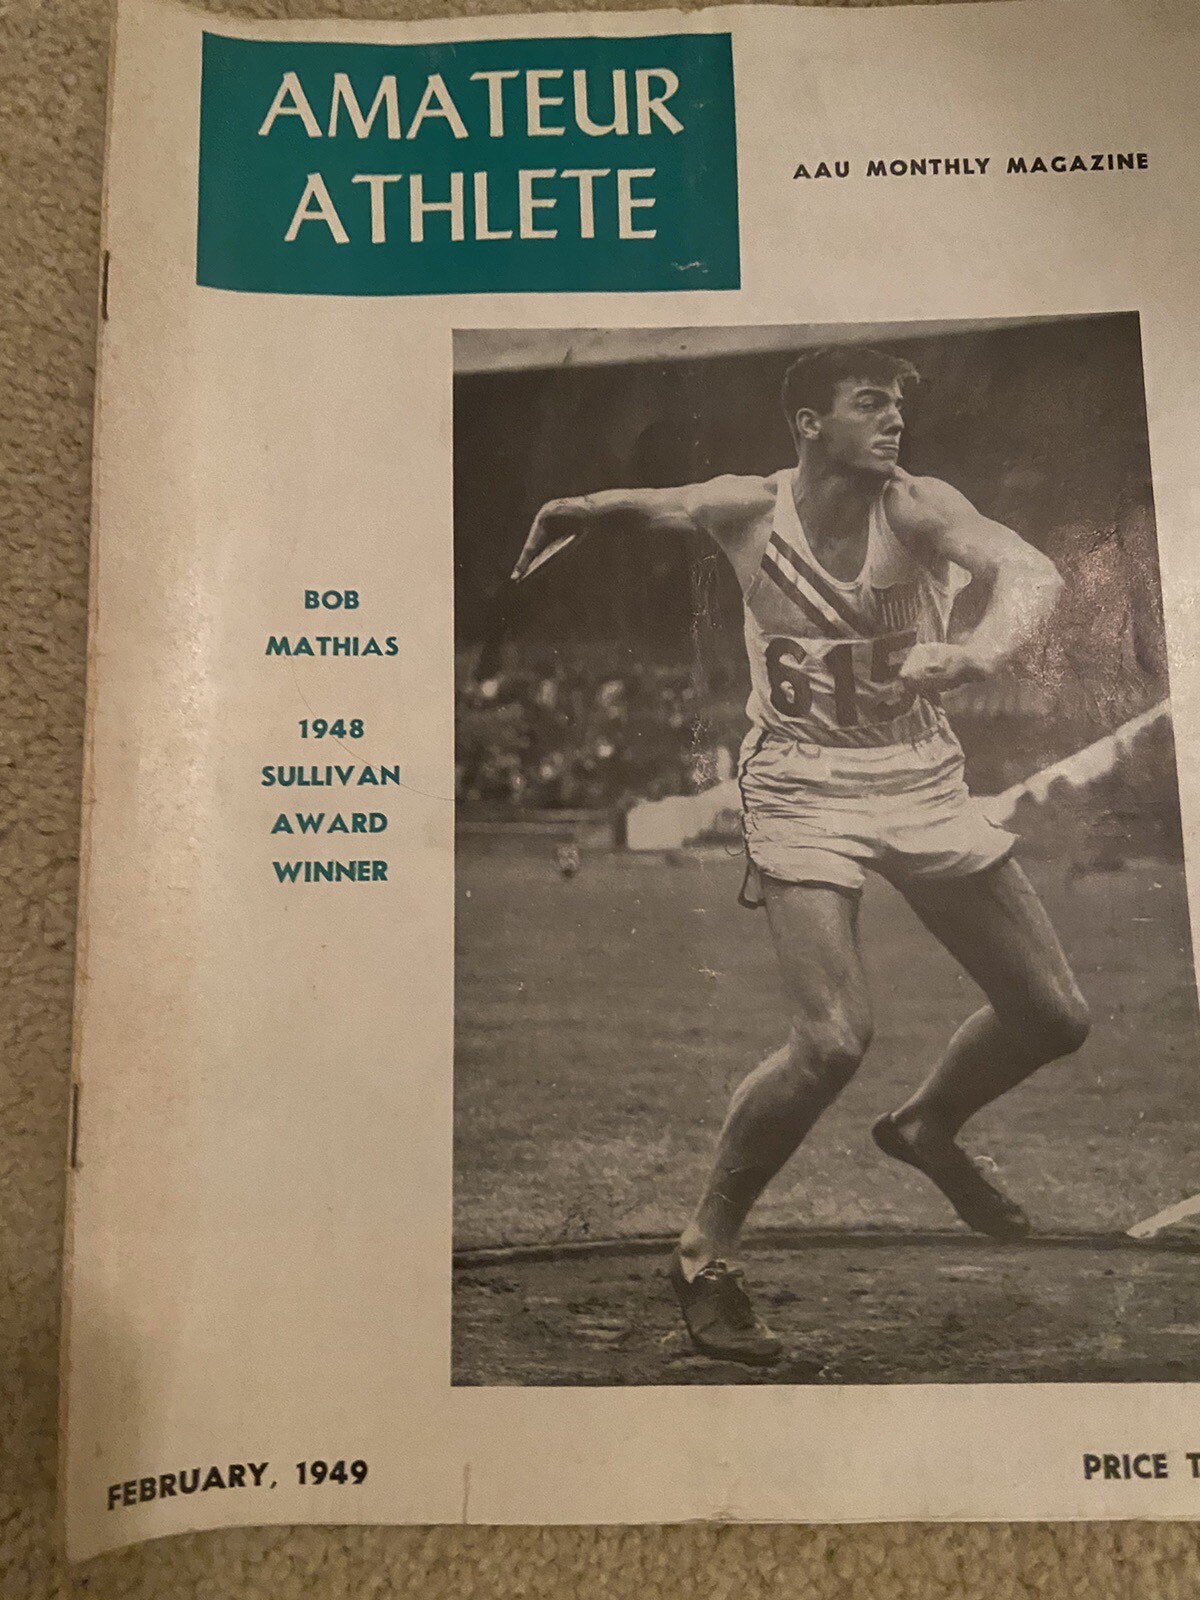 AMATEUR
ATHLETE
AAU MONTHLY MAGAZINE
BOB
MATHIAS
1948
SULLIVAN
AWARD
WINNER
615
FEBRUARY, 1949
PRICE